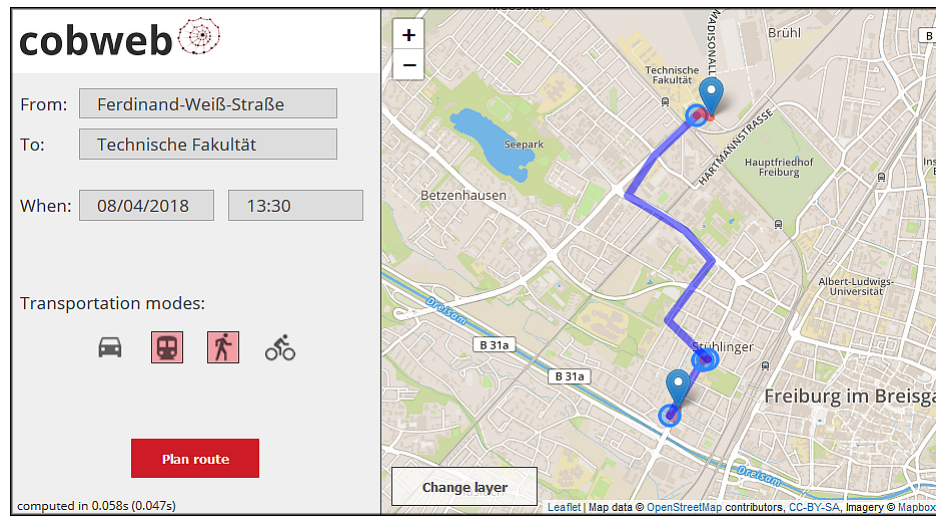 cobweb
From: Ferdinand-Weiß-Straße
To: Technische Fakultät
When: 08/04/2018 13:30
Transportation modes:
Plan route
computed in 0.058s (0.047s)
+
−
MADISONALL
Brühl
B
Technische
Fakultät
HARTMANNSTRASSE
Seepark
Hauptfriedhof
Freiburg
Ins
Betzenhausen
Albert-Ludwigs-
Universität
Dreisam
B 31a
Stühlinger
B 31a
Freiburg im Breisga
Dreisam
Change layer
Leaflet | Map data © OpenStreetMap contributors, CC-BY-SA, Imagery © Mapbox